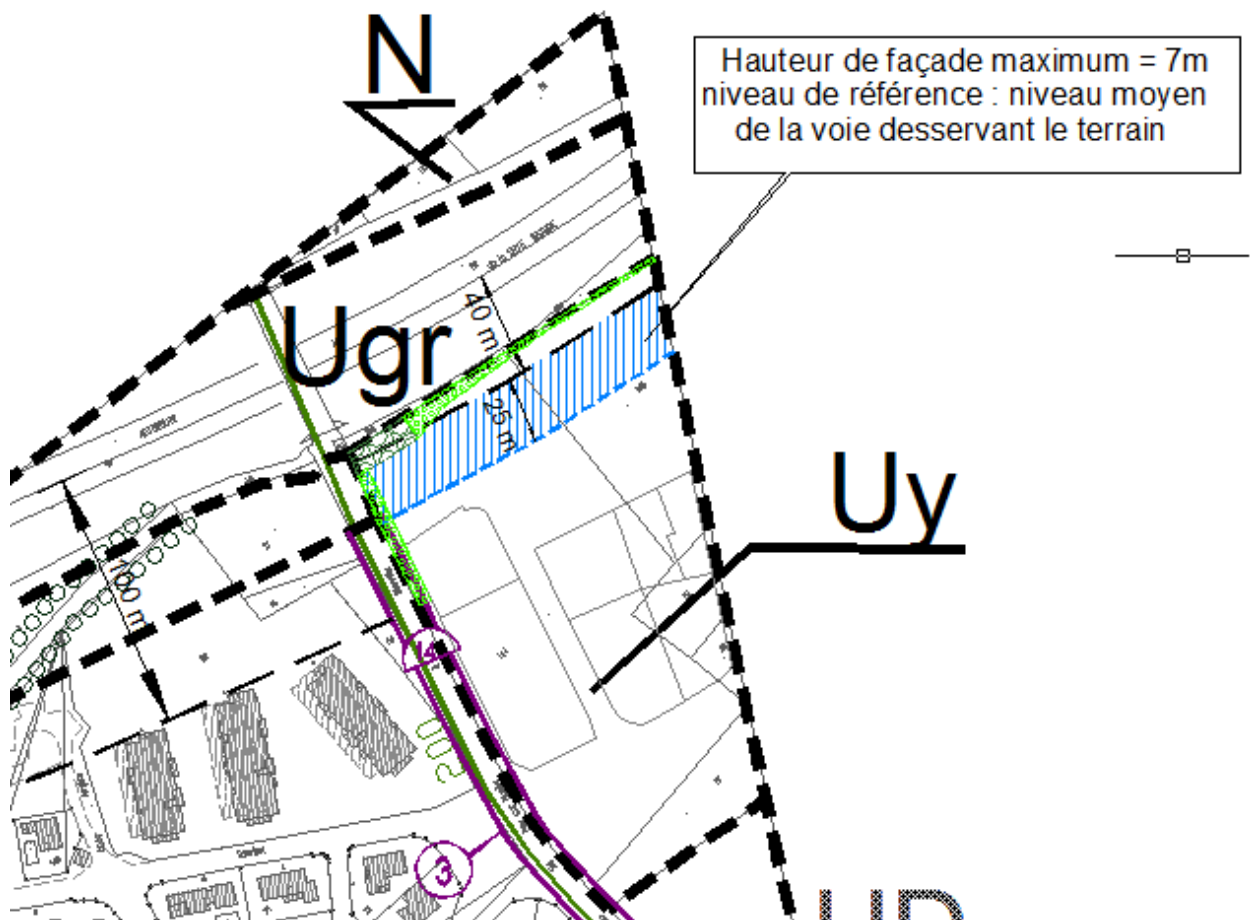 N
Hauteur de façade maximum = 7m
niveau de référence : niveau moyen
de la voie desservant le terrain
Ugr
40 m
25 m
Uy
100 m
14
200
3
UD